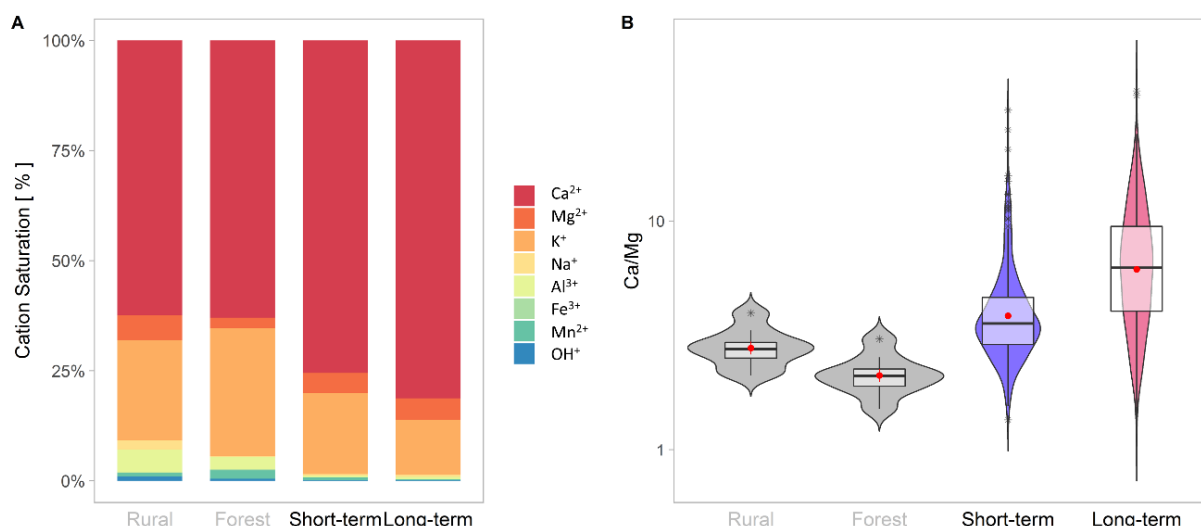 A
100%
75%
50%
25%
0%
Cation Saturation [ % ]
Rural
Forest
Short-term
Long-term
Ca²⁺
Mg²⁺
K⁺
Na⁺
Al³⁺
Fe³⁺
Mn²⁺
OH⁺
B
10
1
Ca/Mg
Rural
Forest
Short-term
Long-term